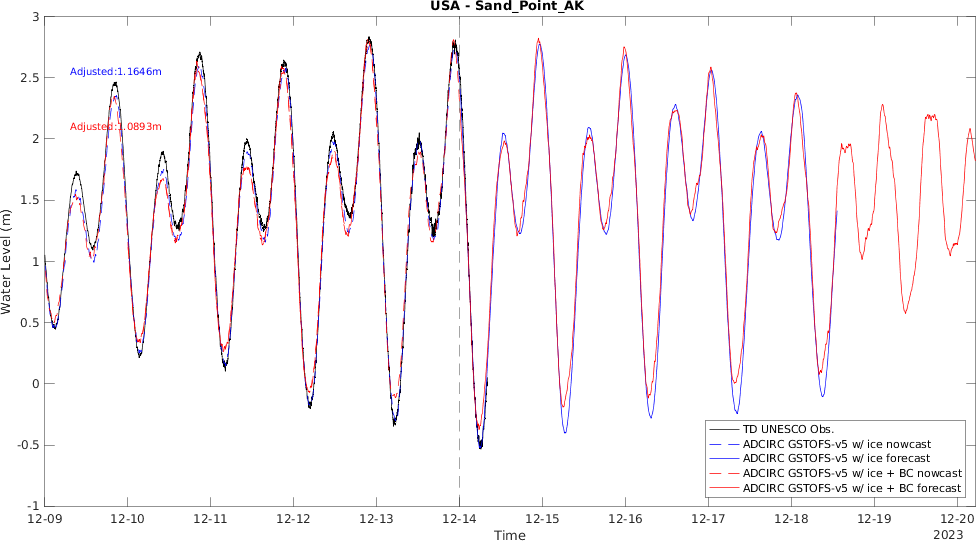 USA - Sand_Point_AK
3
2.5
2
1.5
1
0.5
0
-0.5
-1
Water Level (m)
Adjusted:1.1646m
Adjusted:1.0893m
TD UNESCO Obs.
ADCIRC GSTOFS-v5 w/ ice nowcast
ADCIRC GSTOFS-v5 w/ ice forecast
ADCIRC GSTOFS-v5 w/ ice + BC nowcast
ADCIRC GSTOFS-v5 w/ ice + BC forecast
12-09 12-10 12-11 12-12 12-13 12-14 12-15 12-16 12-17 12-18 12-19 12-20
Time
2023